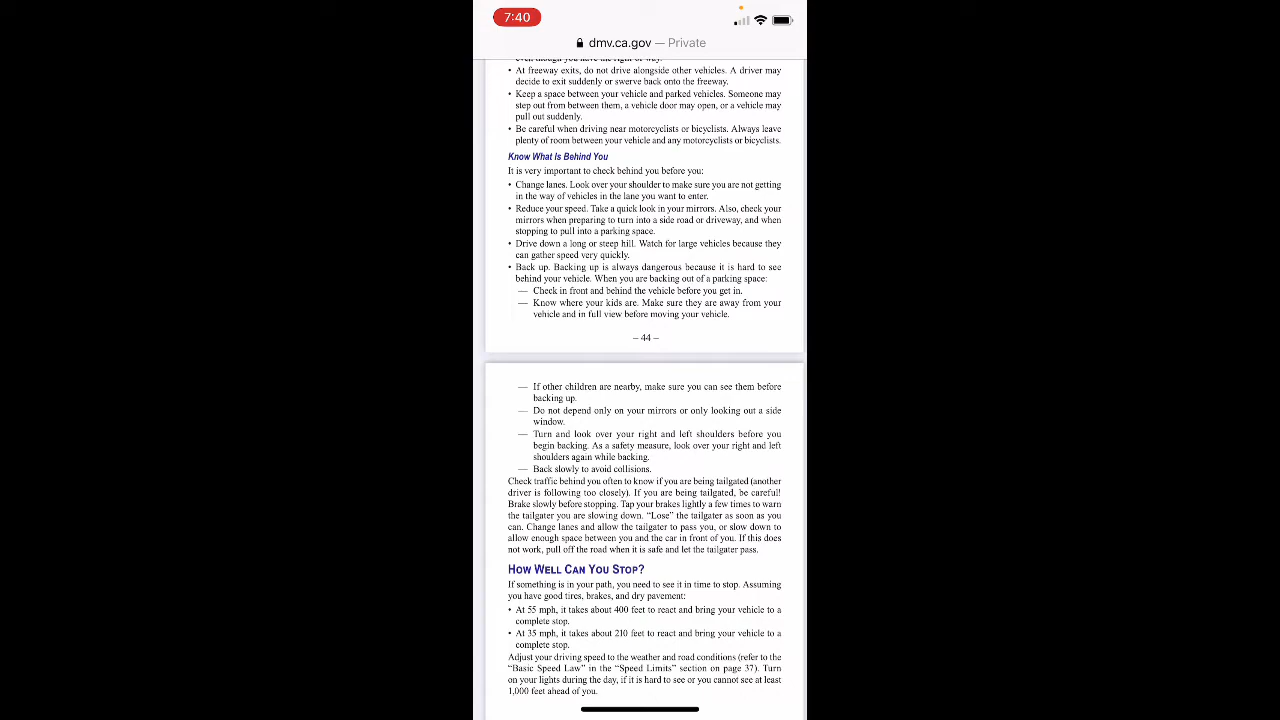 7:40
dmv.ca.gov — Private
even though you have the right of way.
• At freeway exits, do not drive alongside other vehicles. A driver may
decide to exit suddenly or swerve back onto the freeway.
• Keep a space between your vehicle and parked vehicles. Someone may
step out from between them, a vehicle door may open, or a vehicle may
pull out suddenly.
• Be careful when driving near motorcyclists or bicyclists. Always leave
plenty of room between your vehicle and any motorcyclists or bicyclists.
Know What Is Behind You
It is very important to check behind you before you:
• Change lanes. Look over your shoulder to make sure you are not getting
in the way of vehicles in the lane you want to enter.
• Reduce your speed. Take a quick look in your mirrors. Also, check your
mirrors when preparing to turn into a side road or driveway, and when
stopping to pull into a parking space.
• Drive down a long or steep hill. Watch for large vehicles because they
can gather speed very quickly.
• Back up. Backing up is always dangerous because it is hard to see
behind your vehicle. When you are backing out of a parking space:
— Check in front and behind the vehicle before you get in.
— Know where your kids are. Make sure they are away from your
vehicle and in full view before moving your vehicle.
– 44 –
— If other children are nearby, make sure you can see them before
backing up.
— Do not depend only on your mirrors or only looking out a side
window.
— Turn and look over your right and left shoulders before you
begin backing. As a safety measure, look over your right and left
shoulders again while backing.
— Back slowly to avoid collisions.
Check traffic behind you often to know if you are being tailgated (another
driver is following too closely). If you are being tailgated, be careful!
Brake slowly before stopping. Tap your brakes lightly a few times to warn
the tailgater you are slowing down. “Lose” the tailgater as soon as you
can. Change lanes and allow the tailgater to pass you, or slow down to
allow enough space between you and the car in front of you. If this does
not work, pull off the road when it is safe and let the tailgater pass.
How Well Can You Stop?
If something is in your path, you need to see it in time to stop. Assuming
you have good tires, brakes, and dry pavement:
• At 55 mph, it takes about 400 feet to react and bring your vehicle to a
complete stop.
• At 35 mph, it takes about 210 feet to react and bring your vehicle to a
complete stop.
Adjust your driving speed to the weather and road conditions (refer to the
“Basic Speed Law” in the “Speed Limits” section on page 37). Turn
on your lights during the day, if it is hard to see or you cannot see at least
1,000 feet ahead of you.